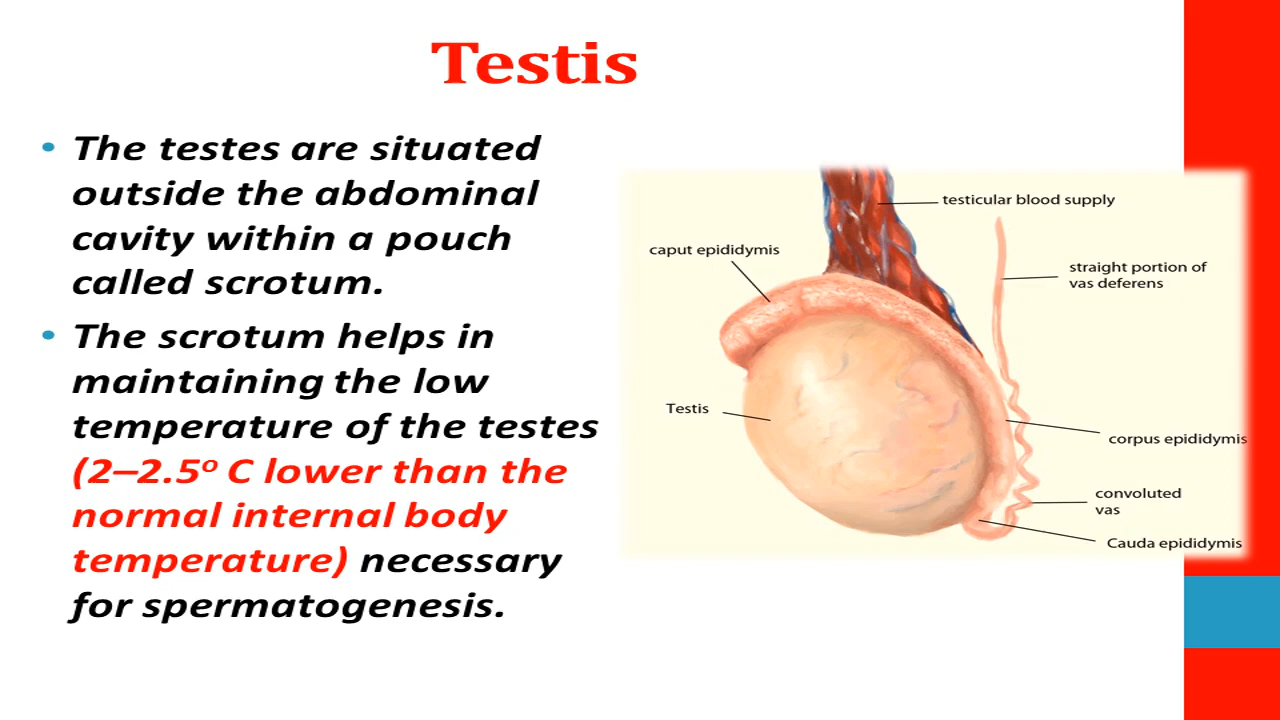 Testis
• The testes are situated
outside the abdominal
cavity within a pouch
called scrotum.
• The scrotum helps in
maintaining the low
temperature of the testes
(2–2.5º C lower than the
normal internal body
temperature) necessary
for spermatogenesis.
testicular blood supply
caput epididymis
straight portion of
vas deferens
Testis
corpus epididymis
convoluted
vas
Cauda epididymis